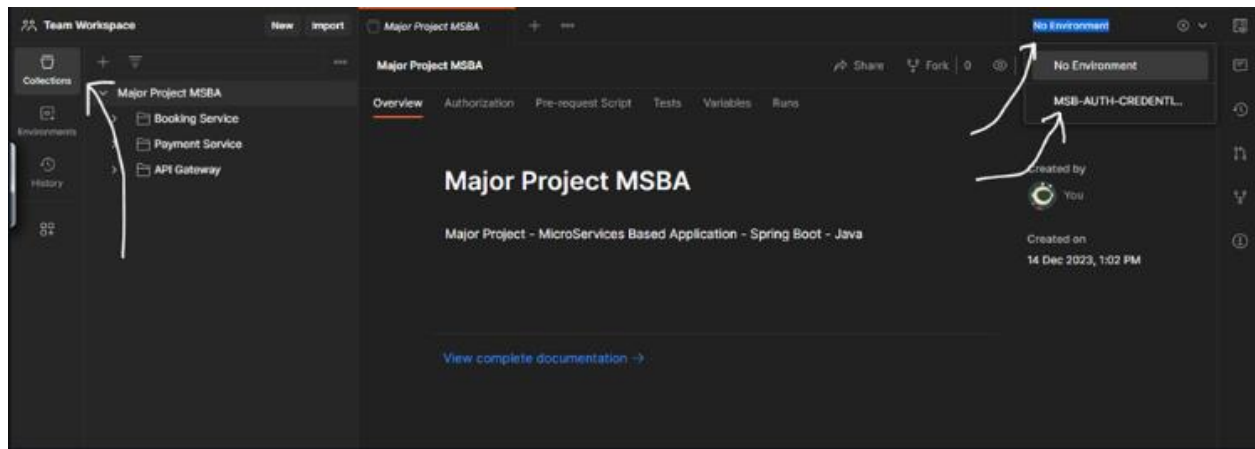 Team Workspace
New
Import
Major Project MSBA
No Environment
Collections
Environments
History
Major Project MSBA
Booking Service
Payment Service
API Gateway
Major Project MSBA
Share
Fork
0
Overview
Authorization
Pre-request Script
Tests
Variables
Runs
Major Project MSBA
Major Project - MicroServices Based Application - Spring Boot - Java
View complete documentation →
No Environment
MSB-AUTH-CREDENTI...
Created by
You
Created on
14 Dec 2023, 1:02 PM